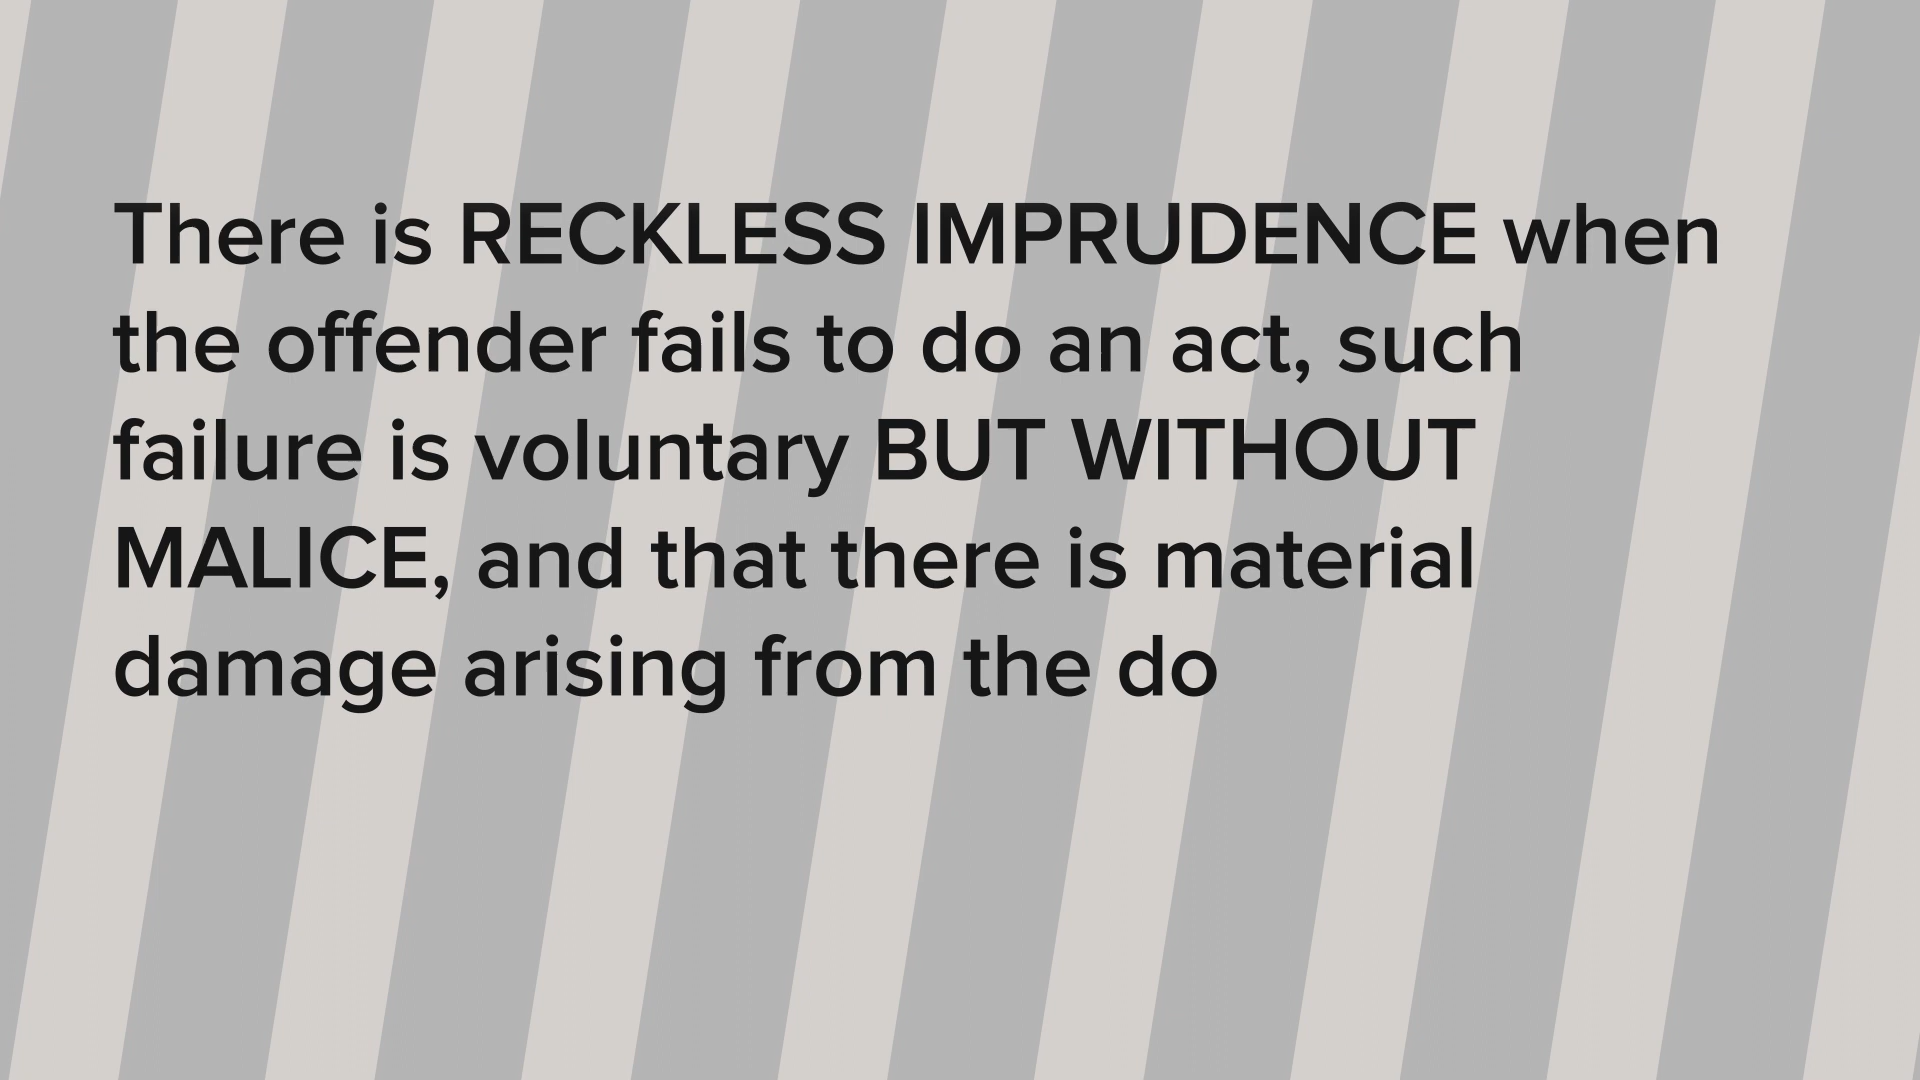 There is RECKLESS IMPRUDENCE when
the offender fails to do an act, such
failure is voluntary BUT WITHOUT
MALICE, and that there is material
damage arising from the do